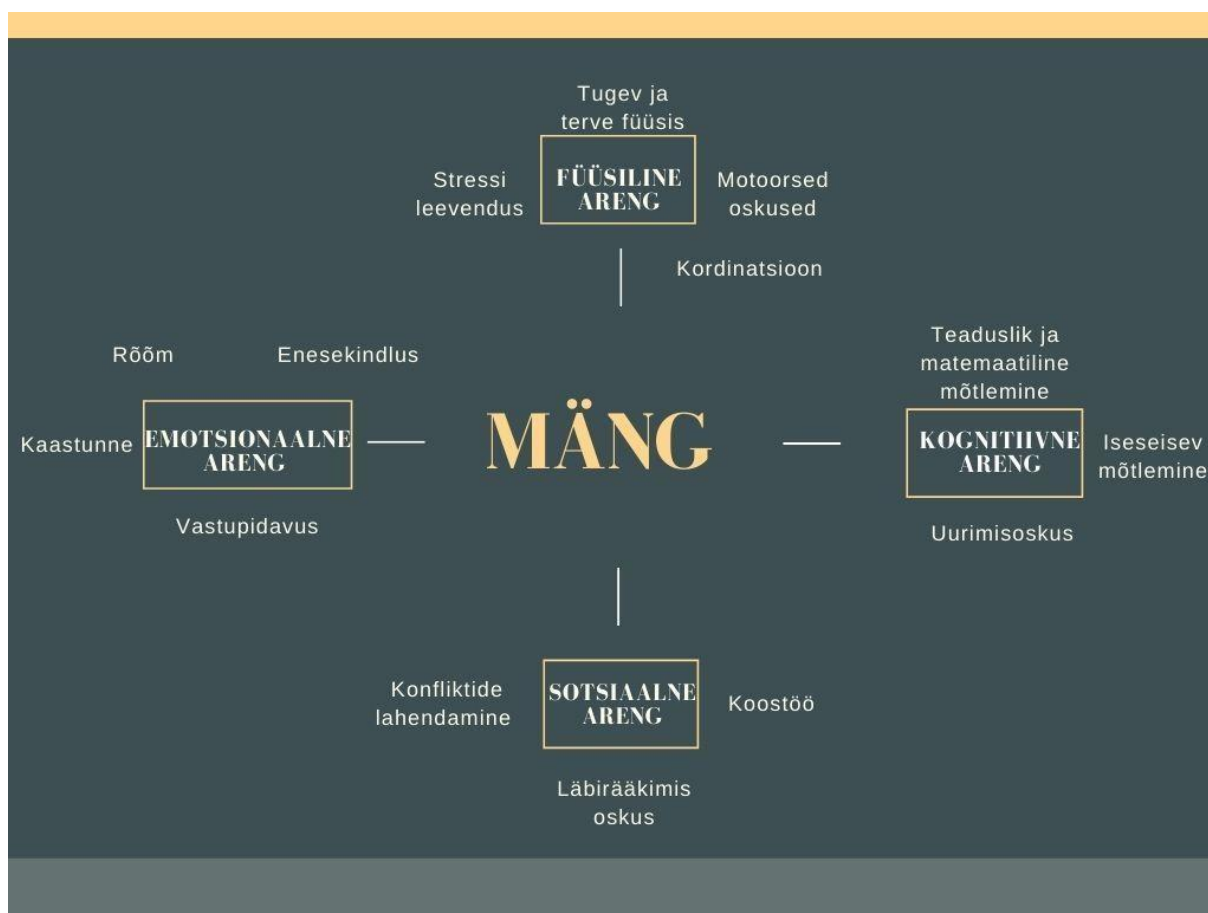 Tugev ja
terve füüsis
Stressi
leevendus
FÜÜSILINE
ARENG
Motoorsed
oskused
Kordinatsioon
Rõõm
Enesekindlus
Kaastunne
EMOTSIONAALNE
ARENG
Vastupidavus
MÄNG
Teaduslik ja
matemaatiline
mõtlemine
KOGNITIIVNE
ARENG
Iseseisev
mõtlemine
Uurimisoskus
Konfliktide
lahendamine
SOTSIAALNE
ARENG
Koostöö
Läbirääkimis
oskus